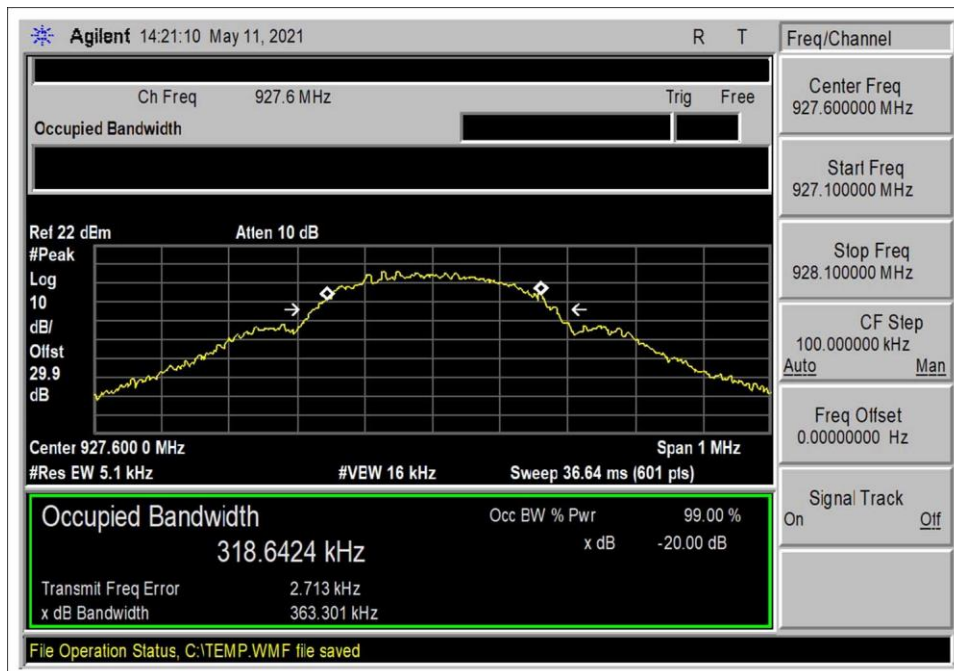 Agilent 14:21:10 May 11, 2021 R T
Freq/Channel
Ch Freq 927.6 MHz Trig Free
Occupied Bandwidth
Center Freq
927.600000 MHz
Start Freq
927.100000 MHz
Stop Freq
928.100000 MHz
CF Step
100.000000 kHz
Auto Man
Freq Offset
0.00000000 Hz
Signal Track
On Off
Ref 22 dBm Atten 10 dB
#Peak
Log
10
dB/
Offst
29.9
dB
Center 927.600 0 MHz Span 1 MHz
#Res EW 5.1 kHz #VEW 16 kHz Sweep 36.64 ms (601 pts)
Occupied Bandwidth Occ BW % Pwr 99.00 %
318.6424 kHz x dB -20.00 dB
Transmit Freq Error 2.713 kHz
x dB Bandwidth 363.301 kHz
File Operation Status, C:\TEMP.WMF file saved